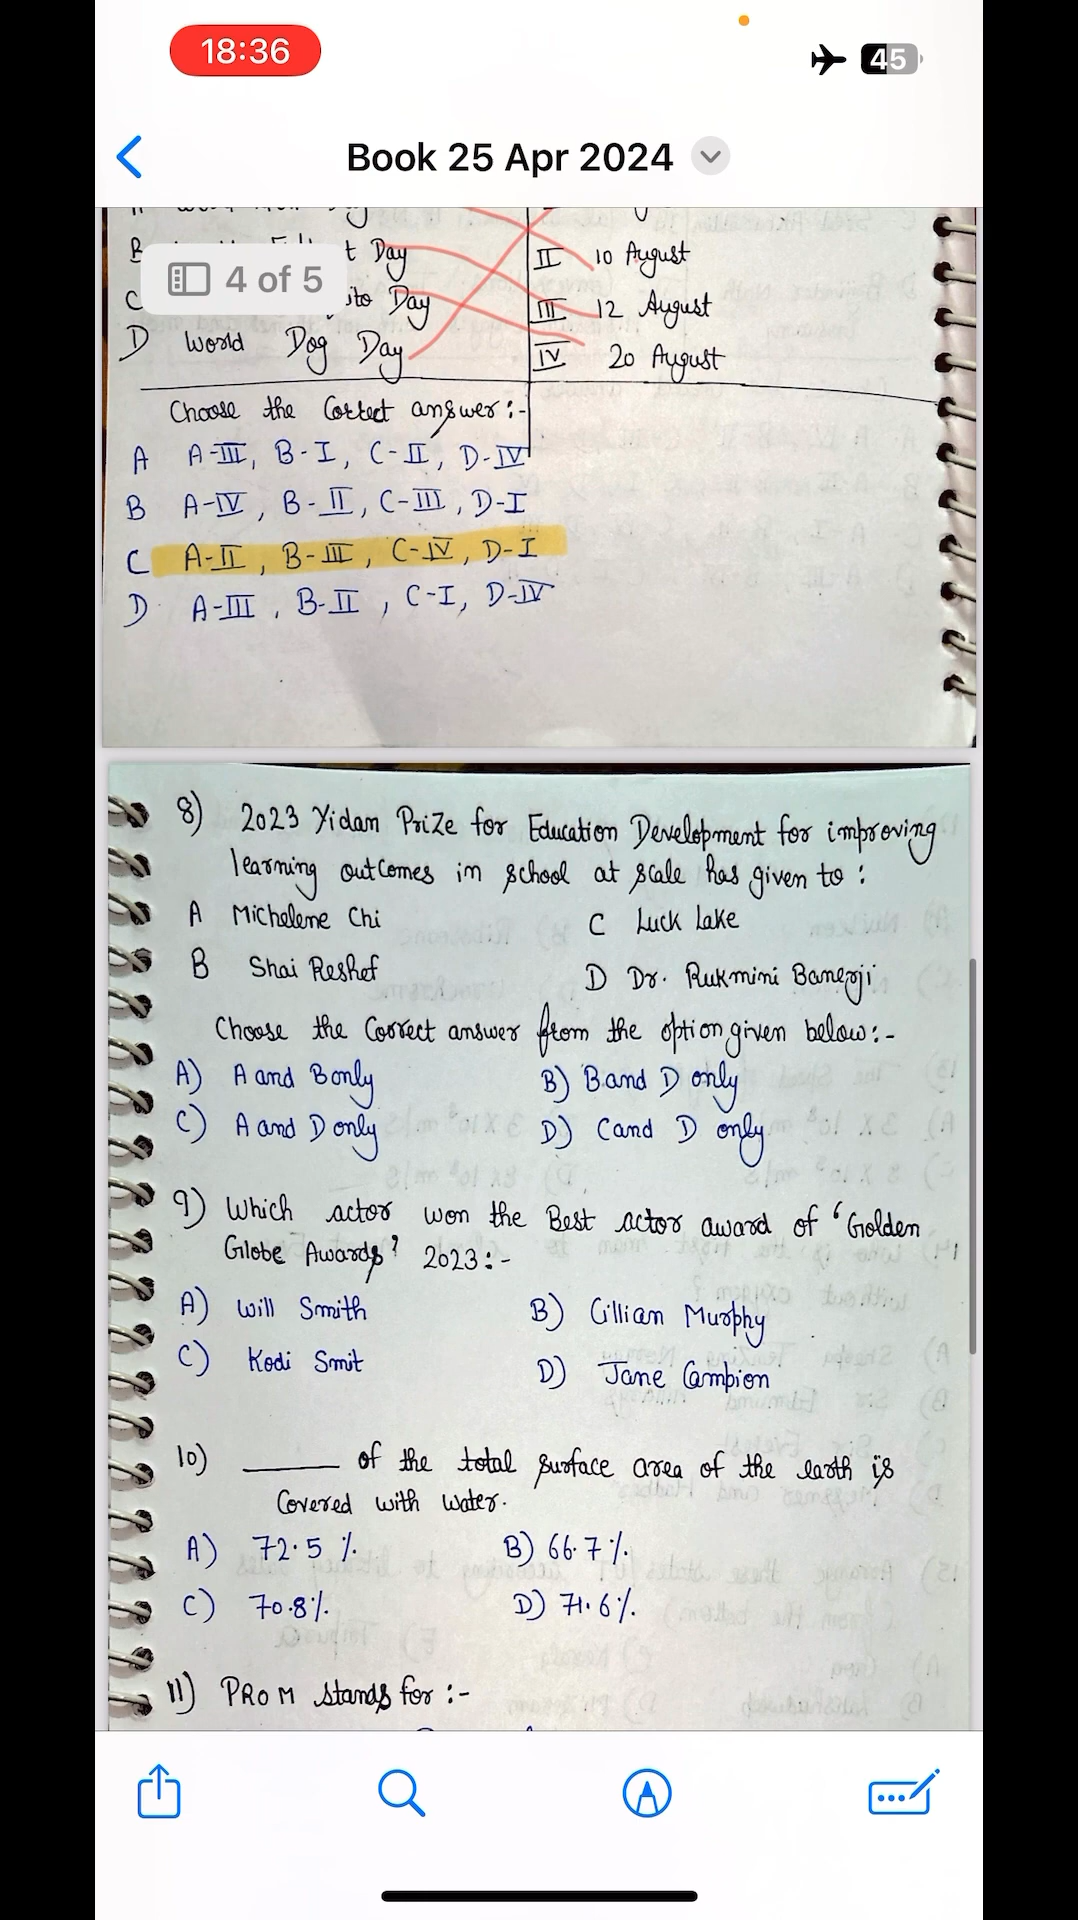 18:36
45
Book 25 Apr 2024
4 of 5
B t Day II 10 August
C ito Day III 12 August
D World Dog Day IV 20 August
Choose the Correct answer:-
A A-III, B-I, C-II, D-IV
B A-IV, B-II, C-III, D-I
C A-II, B-III, C-IV, D-I
D A-III, B-II, C-I, D-IV
8) 2023 Yidan Prize for Education Development for improving
learning outcomes in school at scale has given to :
A Michelene Chi C Luck Lake
B Shai Reshef D Dr. Rukmini Banerji
Choose the Correct answer from the option given below:-
A) A and B only B) B and D only
C) A and D only D) C and D only
9) Which actor won the Best actor award of 'Golden
Globe Awards' 2023:-
A) Will Smith B) Cillian Murphy
C) Kodi Smit D) Jane Campion
10) ______ of the total surface area of the earth is
Covered with water.
A) 72.5 % B) 66.7%.
C) 70.8%. D) 71.6%.
11) PROM stands for :-